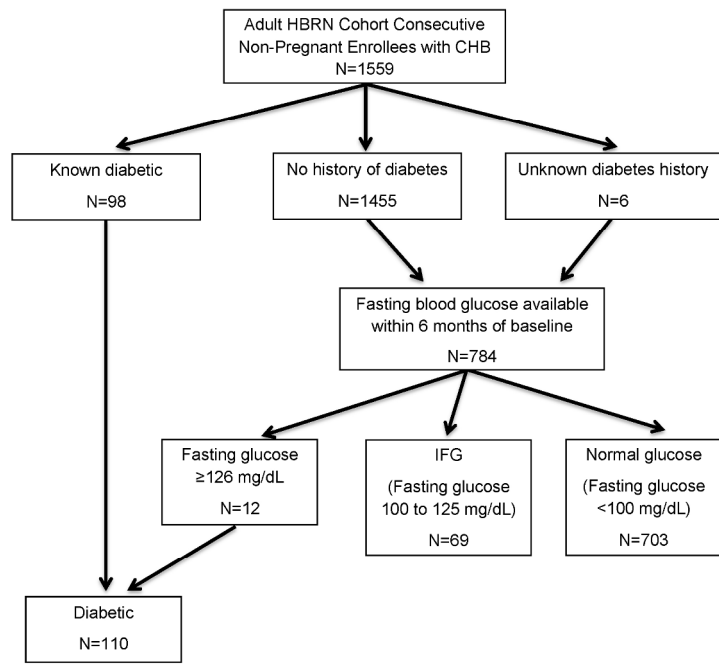 Adult HBRN Cohort Consecutive
Non-Pregnant Enrollees with CHB
N=1559
Known diabetic
N=98
No history of diabetes
N=1455
Unknown diabetes history
N=6
Fasting blood glucose available
within 6 months of baseline
N=784
Fasting glucose
≥126 mg/dL
N=12
IFG
(Fasting glucose
100 to 125 mg/dL)
N=69
Normal glucose
(Fasting glucose
<100 mg/dL)
N=703
Diabetic
N=110